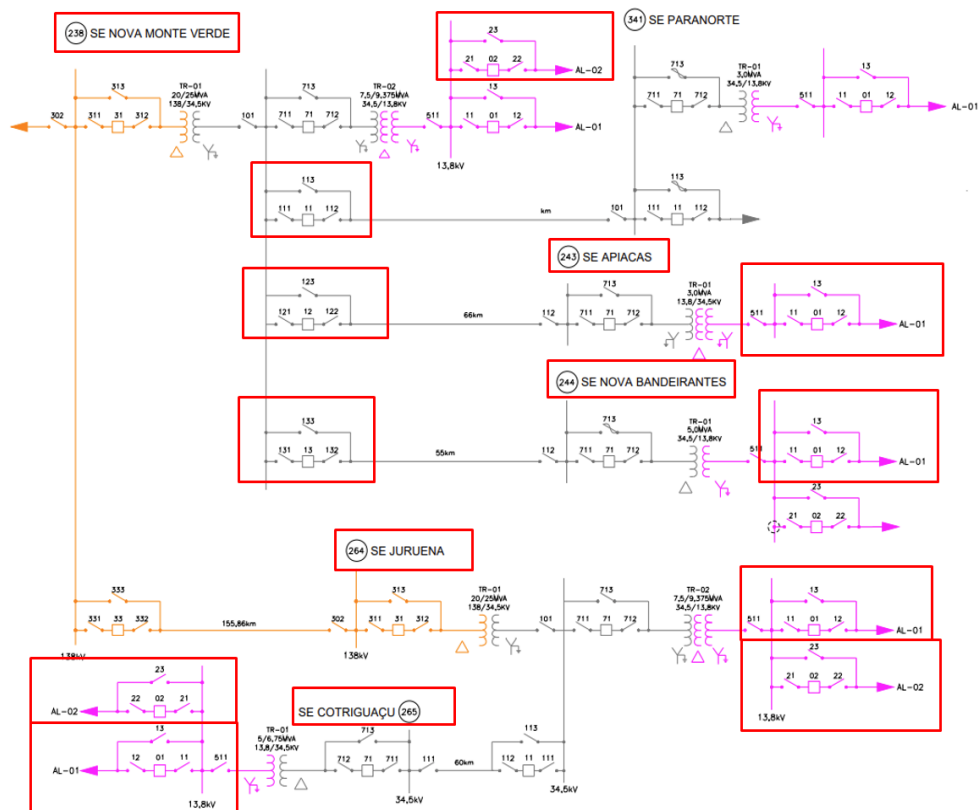 238 SE NOVA MONTE VERDE
341 SE PARANORTE
23
21 02 22
AL-02
313
302 311 31 312
TR-01
20/25MVA
138/34,5KV
101
713
711 71 712
TR-02
7,5/9,375MVA
34,5/13,8KV
511
13
11 01 12
AL-01
13,8kV
713
711 71 712
TR-01
3,0MVA
34,5/13,8KV
511
13
11 01 12
AL-01
113
111 11 112
km
101
113
111 11 112
243 SE APIACAS
123
121 12 122
66km
112
713
711 71 712
TR-01
3,0MVA
13,8/34,5KV
511
13
11 01 12
AL-01
244 SE NOVA BANDEIRANTES
133
131 13 132
55km
112
713
711 71 712
TR-01
5,0MVA
34,5/13,8KV
511
13
11 01 12
AL-01
23
21 02 22
264 SE JURUENA
333
331 33 332
138kV
155,86km
302
313
311 31 312
138kV
TR-01
20/25MVA
138/34,5KV
101
713
711 71 712
TR-02
7,5/9,375MVA
34,5/13,8KV
511
13
11 01 12
AL-01
23
21 02 22
AL-02
13,8kV
23
22 02 21
AL-02
SE COTRIGUAÇU 265
13
12 01 11
AL-01
511
13,8kV
TR-01
5/6,75MVA
13,8/34,5KV
713
712 71 711
111
34,5kV
60km
113
112 11 111
34,5kV